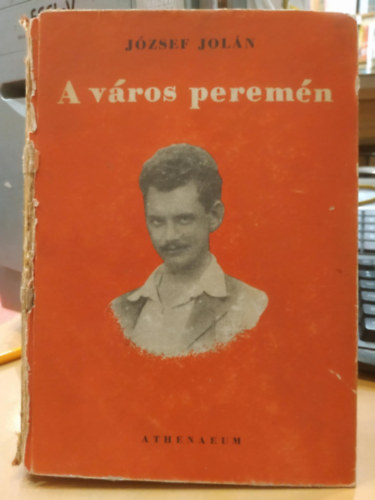 JÓZSEF JOLÁN
A város peremén
ATHENAEUM